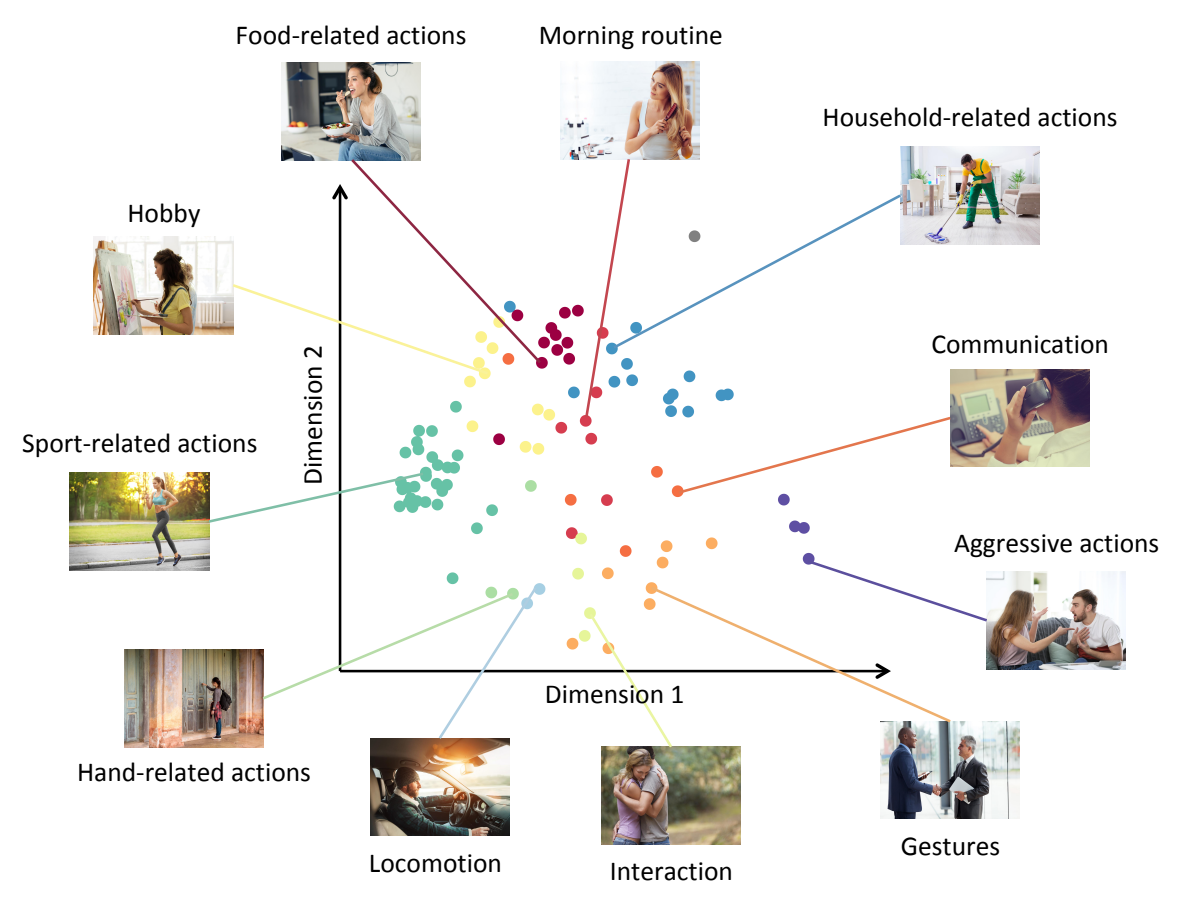 Food-related actions
Morning routine
Household-related actions
Hobby
Communication
Dimension 2
Sport-related actions
Aggressive actions
Dimension 1
Hand-related actions
Gestures
Locomotion
Interaction